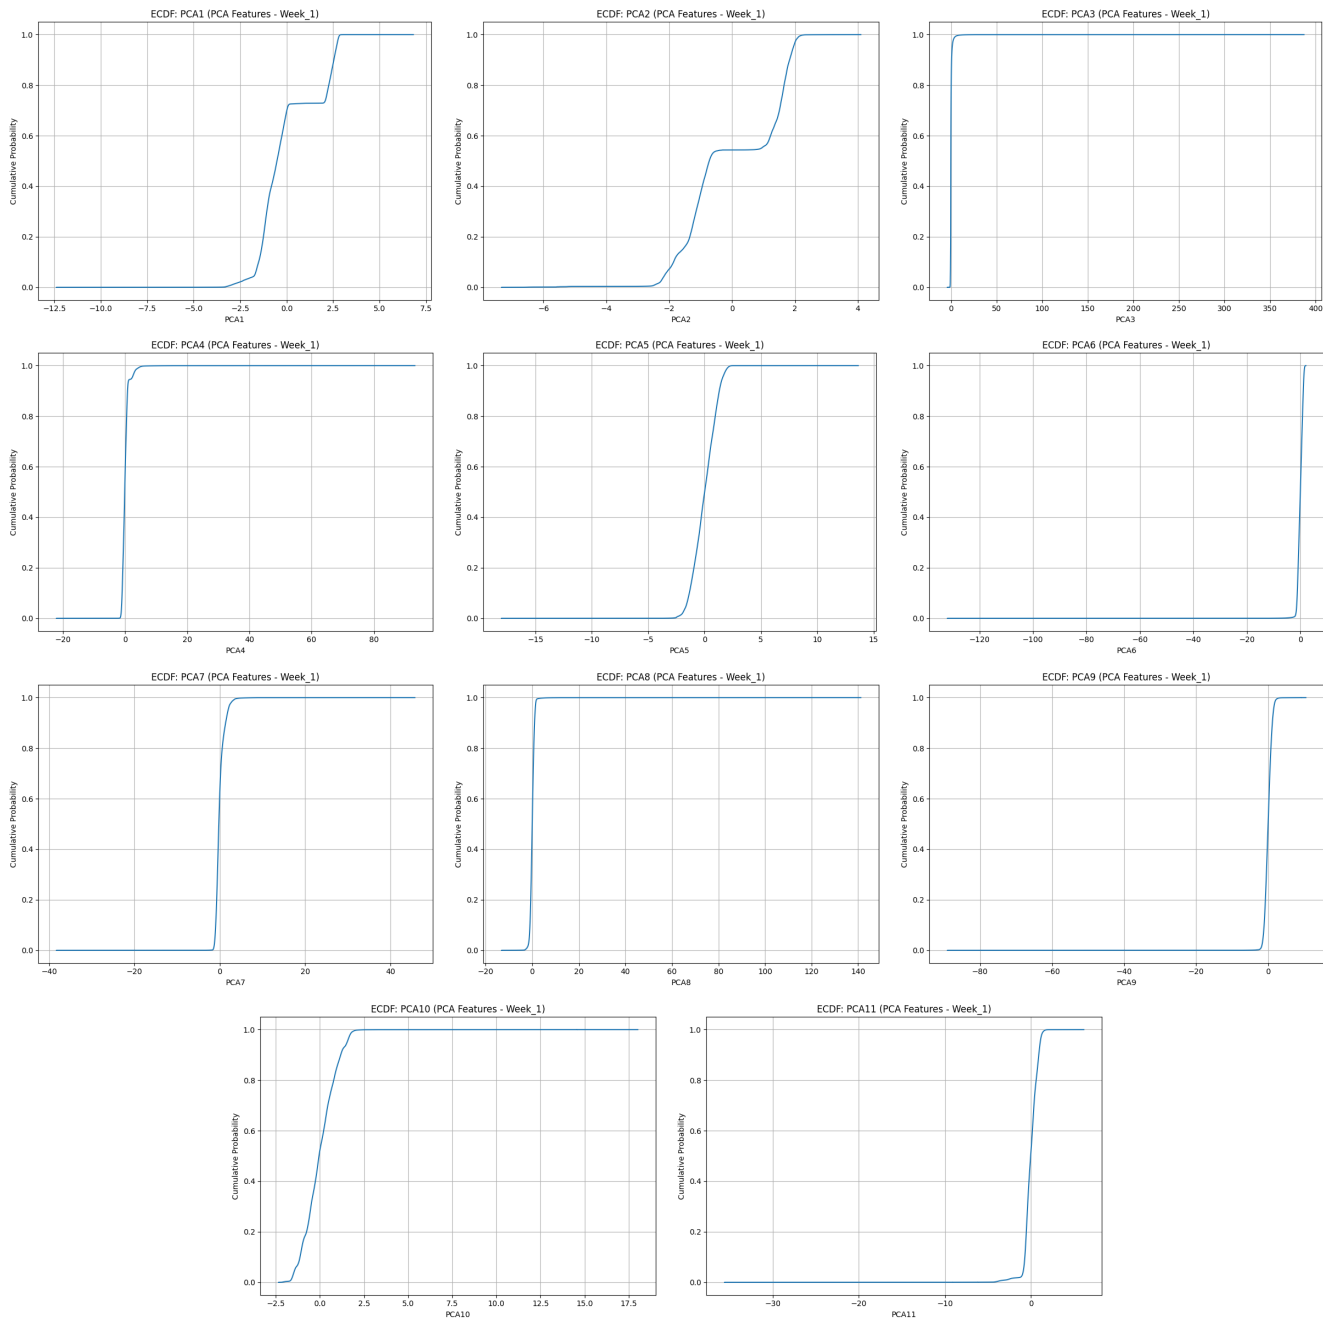 ECDF: PCA1 (PCA Features - Week_1)
Cumulative Probability
1.0
0.8
0.6
0.4
0.2
0.0
−12.5 −10.0 −7.5 −5.0 −2.5 0.0 2.5 5.0 7.5
PCA1
ECDF: PCA2 (PCA Features - Week_1)
Cumulative Probability
1.0
0.8
0.6
0.4
0.2
0.0
−6 −4 −2 0 2 4
PCA2
ECDF: PCA3 (PCA Features - Week_1)
Cumulative Probability
1.0
0.8
0.6
0.4
0.2
0.0
0 50 100 150 200 250 300 350 400
PCA3
ECDF: PCA4 (PCA Features - Week_1)
Cumulative Probability
1.0
0.8
0.6
0.4
0.2
0.0
−20 0 20 40 60 80
PCA4
ECDF: PCA5 (PCA Features - Week_1)
Cumulative Probability
1.0
0.8
0.6
0.4
0.2
0.0
−15 −10 −5 0 5 10 15
PCA5
ECDF: PCA6 (PCA Features - Week_1)
Cumulative Probability
1.0
0.8
0.6
0.4
0.2
0.0
−120 −100 −80 −60 −40 −20 0
PCA6
ECDF: PCA7 (PCA Features - Week_1)
Cumulative Probability
1.0
0.8
0.6
0.4
0.2
0.0
−40 −20 0 20 40
PCA7
ECDF: PCA8 (PCA Features - Week_1)
Cumulative Probability
1.0
0.8
0.6
0.4
0.2
0.0
−20 0 20 40 60 80 100 120 140
PCA8
ECDF: PCA9 (PCA Features - Week_1)
Cumulative Probability
1.0
0.8
0.6
0.4
0.2
0.0
−80 −60 −40 −20 0
PCA9
ECDF: PCA10 (PCA Features - Week_1)
Cumulative Probability
1.0
0.8
0.6
0.4
0.2
0.0
−2.5 0.0 2.5 5.0 7.5 10.0 12.5 15.0 17.5
PCA10
ECDF: PCA11 (PCA Features - Week_1)
Cumulative Probability
1.0
0.8
0.6
0.4
0.2
0.0
−30 −20 −10 0
PCA11